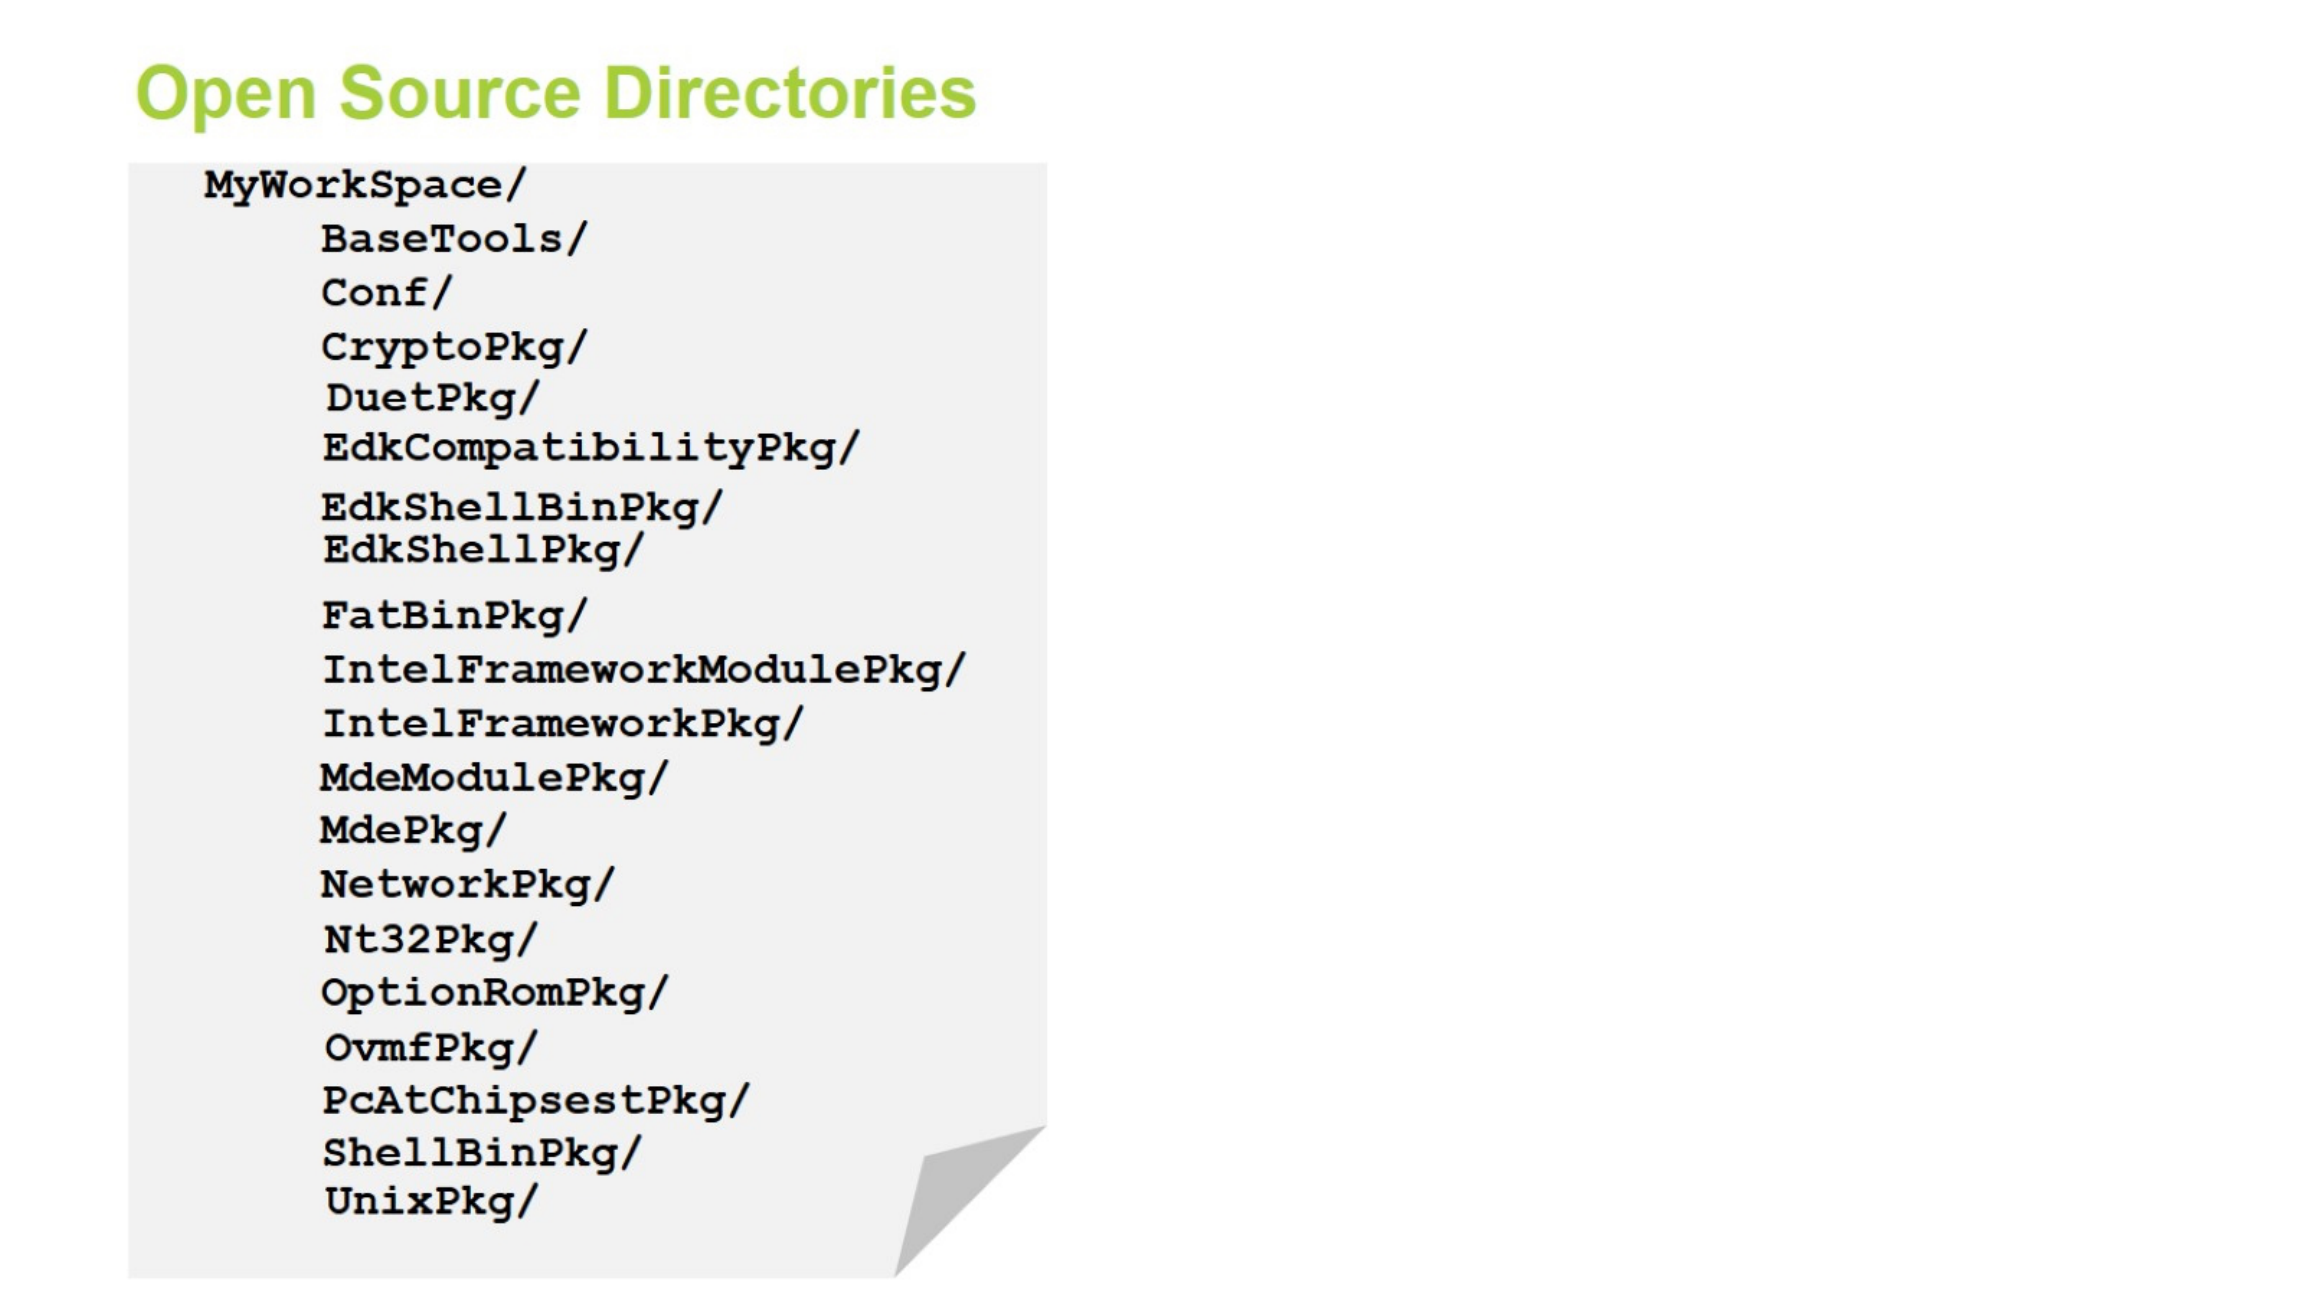 Open Source Directories
MyWorkSpace/
BaseTools/
Conf/
CryptoPkg/
DuetPkg/
EdkCompatibilityPkg/
EdkShellBinPkg/
EdkShellPkg/
FatBinPkg/
IntelFrameworkModulePkg/
IntelFrameworkPkg/
MdeModulePkg/
MdePkg/
NetworkPkg/
Nt32Pkg/
OptionRomPkg/
OvmfPkg/
PcAtChipsestPkg/
ShellBinPkg/
UnixPkg/